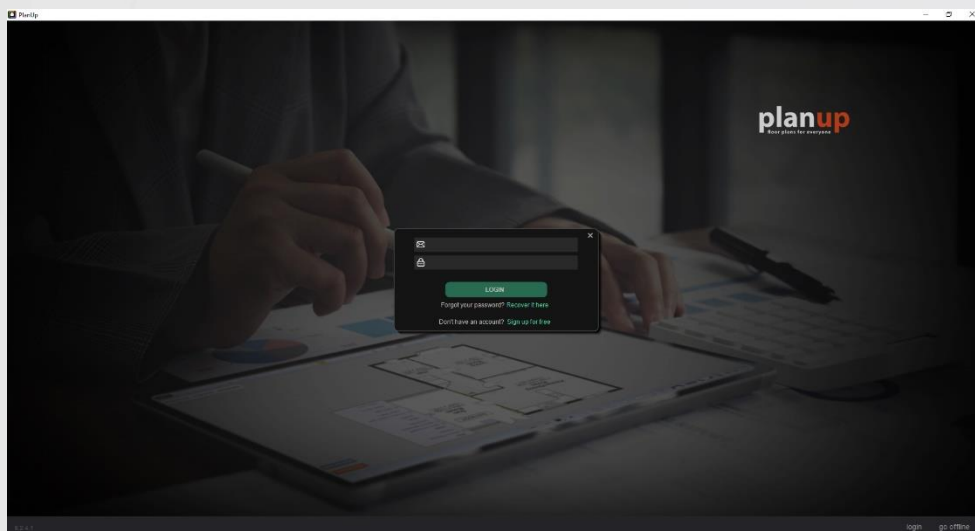 PlanUp
planup
floor plans for everyone
LOGIN
Forgot your password? Recover it here
Don't have an account? Sign up for free
login go offline